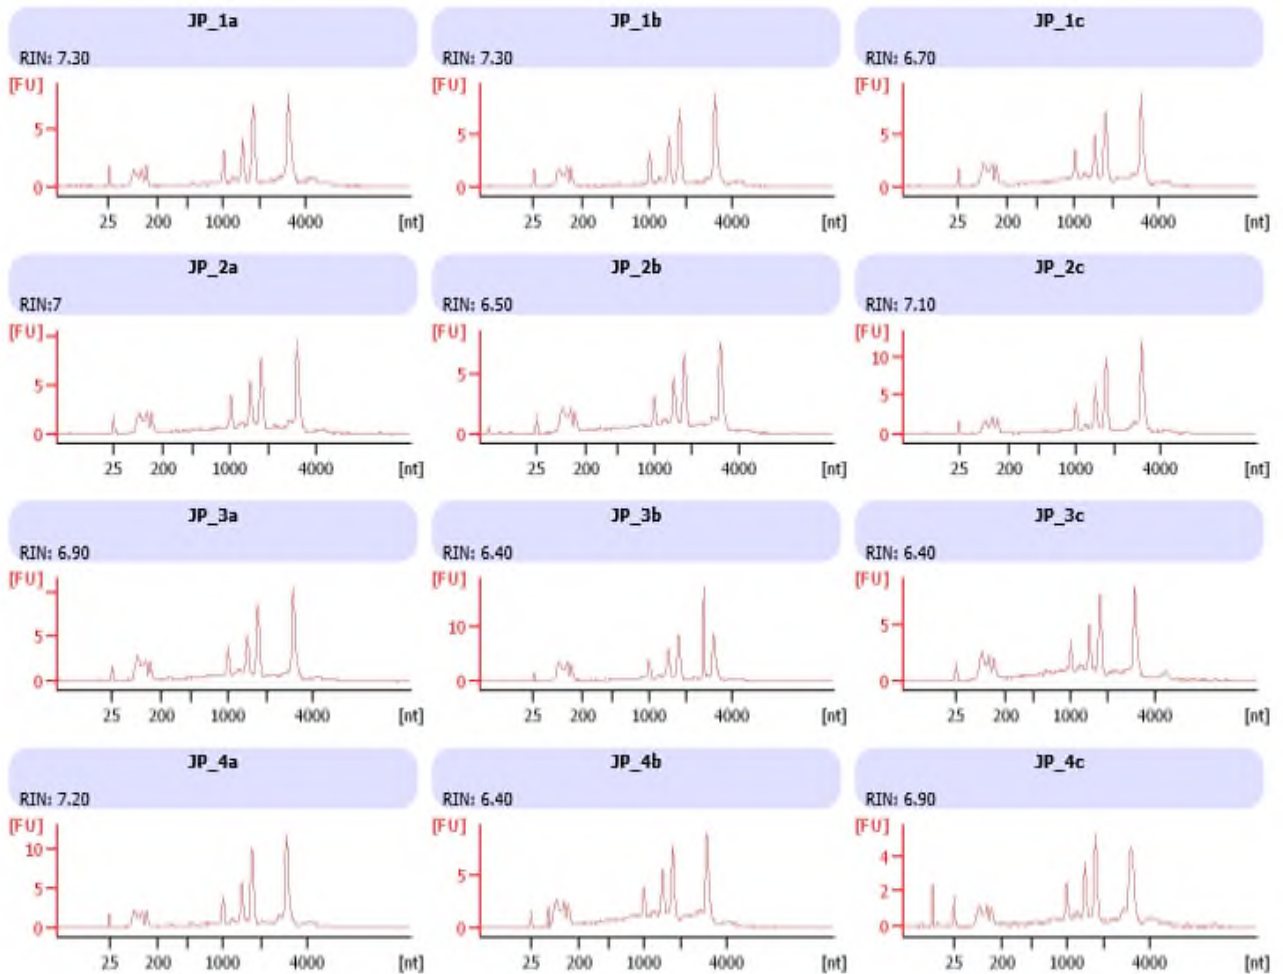 JP_1a JP_1b JP_1c
RIN: 7.30 RIN: 7.30 RIN: 6.70
[FU] [FU] [FU]
5 5 5
0 0 0
25 200 1000 4000 [nt] 25 200 1000 4000 [nt] 25 200 1000 4000 [nt]
JP_2a JP_2b JP_2c
RIN:7 RIN: 6.50 RIN: 7.10
[FU] [FU] [FU]
10
5 5 5
0 0 0
25 200 1000 4000 [nt] 25 200 1000 4000 [nt] 25 200 1000 4000 [nt]
JP_3a JP_3b JP_3c
RIN: 6.90 RIN: 6.40 RIN: 6.40
[FU] [FU] [FU]
5 10 5
0 0 0
25 200 1000 4000 [nt] 25 200 1000 4000 [nt] 25 200 1000 4000 [nt]
JP_4a JP_4b JP_4c
RIN: 7.20 RIN: 6.40 RIN: 6.90
[FU] [FU] [FU]
10 4
5 5 2
0 0 0
25 200 1000 4000 [nt] 25 200 1000 4000 [nt] 25 200 1000 4000 [nt]